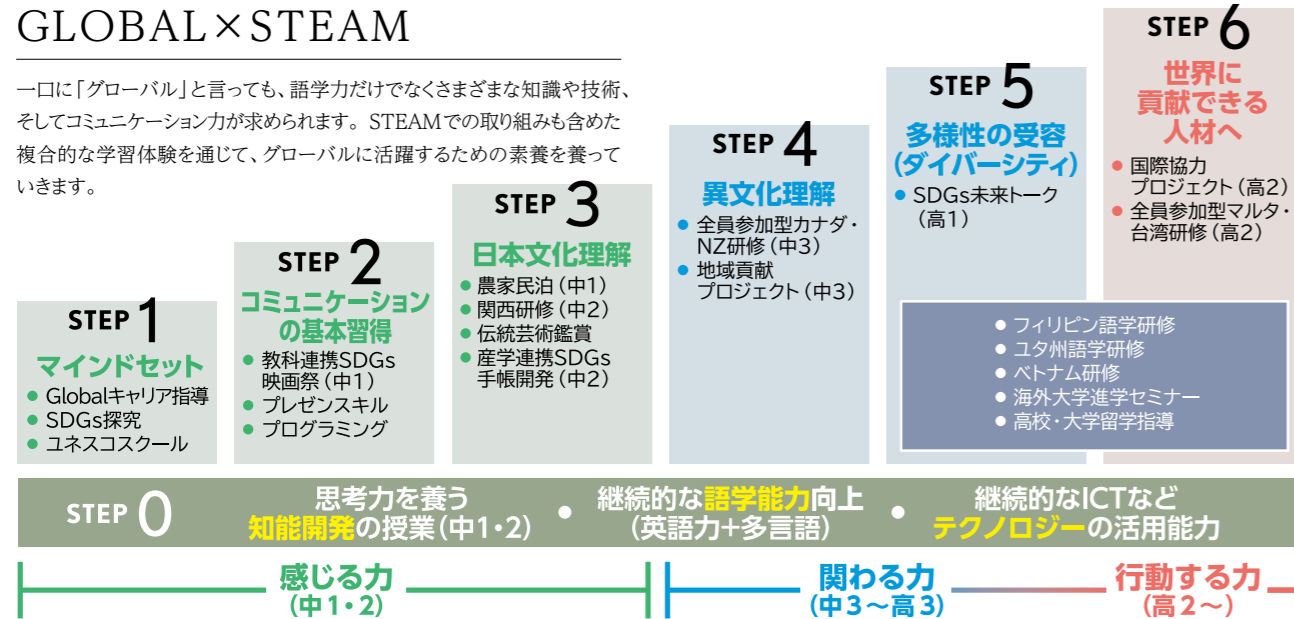 GLOBAL×STEAM
一口に「グローバル」と言っても、語学力だけでなくさまざまな知識や技術、
そしてコミュニケーション力が求められます。STEAMでの取り組みも含めた
複合的な学習体験を通じて、グローバルに活躍するための素養を養って
いきます。
STEP 1
マインドセット
● Globalキャリア指導
● SDGs探究
● ユネスコスクール
STEP 2
コミュニケーション
の基本習得
● 教科連携SDGs
映画祭（中1）
● プレゼンスキル
● プログラミング
STEP 3
日本文化理解
● 農家民泊（中1）
● 関西研修（中2）
● 伝統芸術鑑賞
● 産学連携SDGs
手帳開発（中2）
STEP 4
異文化理解
● 全員参加型カナダ・
NZ研修（中3）
● 地域貢献
プロジェクト（中3）
STEP 5
多様性の受容
（ダイバーシティ）
● SDGs未来トーク
（高1）
STEP 6
世界に
貢献できる
人材へ
● 国際協力
プロジェクト（高2）
● 全員参加型マルタ・
台湾研修（高2）
● フィリピン語学研修
● ユタ州語学研修
● ベトナム研修
● 海外大学進学セミナー
● 高校・大学留学指導
STEP 0
思考力を養う
知能開発の授業（中1・2）
●
継続的な語学能力向上
（英語力＋多言語）
●
継続的なICTなど
テクノロジーの活用能力
感じる力
（中1・2）
関わる力
（中3〜高3）
行動する力
（高2〜）